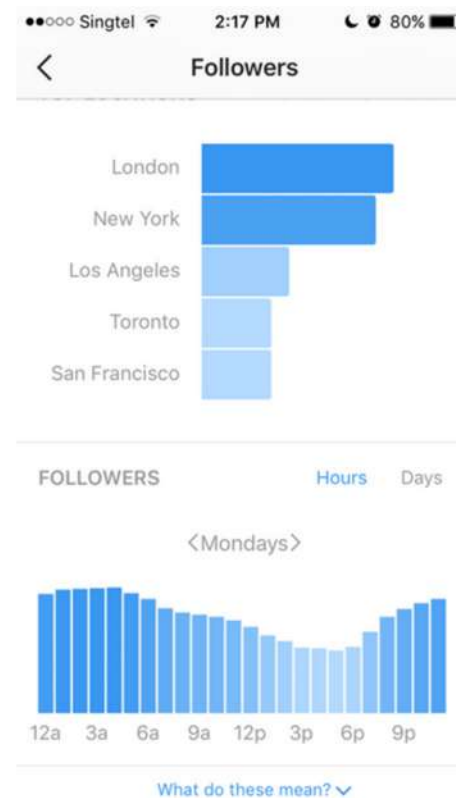 Singtel 2:17 PM 80%
Followers
London
New York
Los Angeles
Toronto
San Francisco
FOLLOWERS Hours Days
<Mondays>
12a 3a 6a 9a 12p 3p 6p 9p
What do these mean?